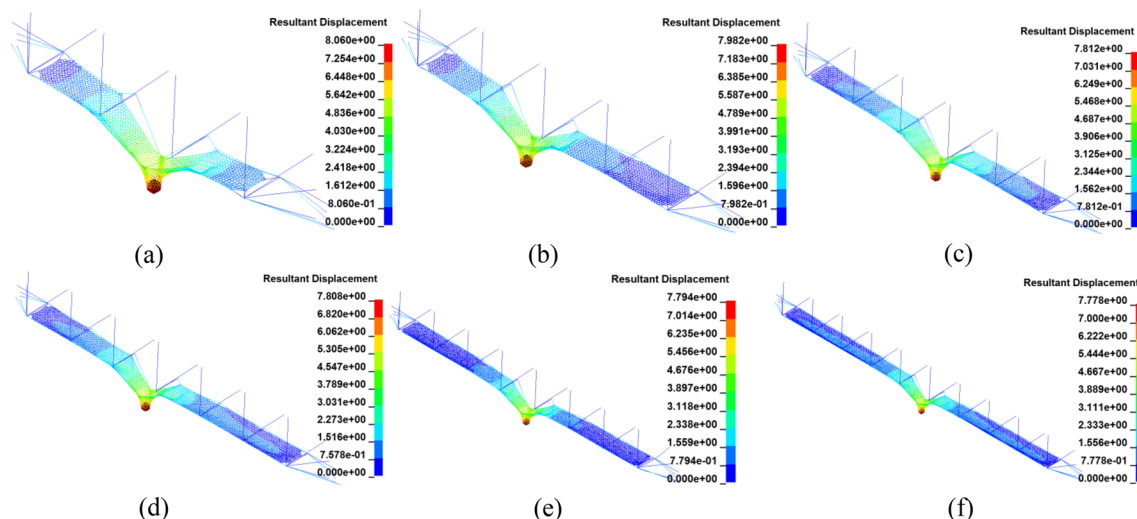 Resultant Displacement
8.060e+00
7.254e+00
6.448e+00
5.642e+00
4.836e+00
4.030e+00
3.224e+00
2.418e+00
1.612e+00
8.060e-01
0.000e+00
(a)
Resultant Displacement
7.982e+00
7.183e+00
6.385e+00
5.587e+00
4.789e+00
3.991e+00
3.193e+00
2.394e+00
1.596e+00
7.982e-01
0.000e+00
(b)
Resultant Displacement
7.812e+00
7.031e+00
6.249e+00
5.468e+00
4.687e+00
3.906e+00
3.125e+00
2.344e+00
1.562e+00
7.812e-01
0.000e+00
(c)
Resultant Displacement
7.808e+00
6.820e+00
6.062e+00
5.305e+00
4.547e+00
3.789e+00
3.031e+00
2.273e+00
1.516e+00
7.578e-01
0.000e+00
(d)
Resultant Displacement
7.794e+00
7.014e+00
6.235e+00
5.456e+00
4.676e+00
3.897e+00
3.118e+00
2.338e+00
1.559e+00
7.794e-01
0.000e+00
(e)
Resultant Displacement
7.778e+00
7.000e+00
6.222e+00
5.444e+00
4.667e+00
3.889e+00
3.111e+00
2.333e+00
1.556e+00
7.778e-01
0.000e+00
(f)